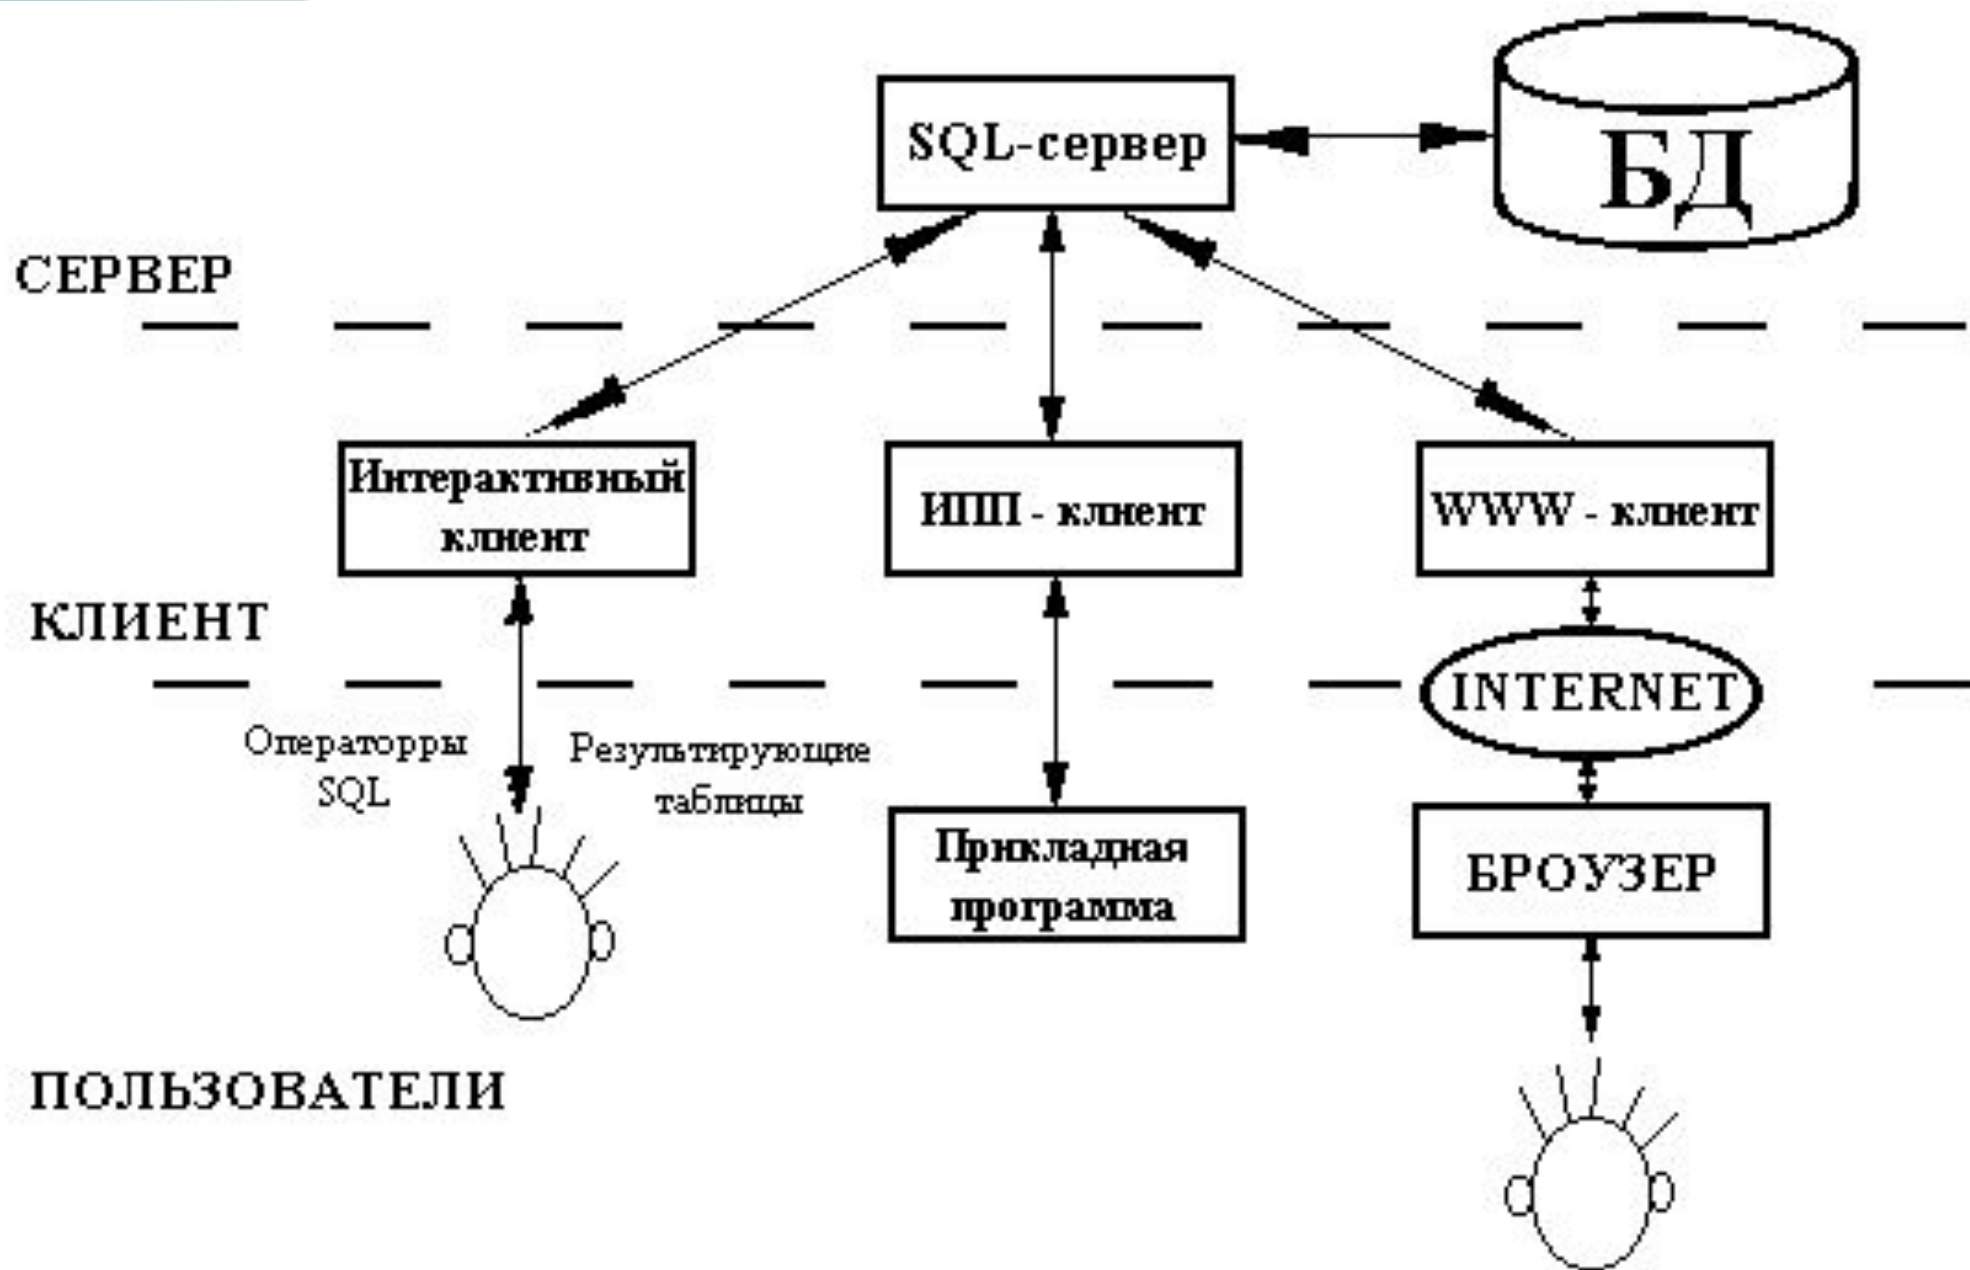 SQL-сервер
БД
СЕРВЕР
Интерактивный
клиент
ИПП - клиент
WWW - клиент
КЛИЕНТ
INTERNET
Операторры
SQL
Результирующие
таблицы
Прикладная
программа
БРОУЗЕР
ПОЛЬЗОВАТЕЛИ